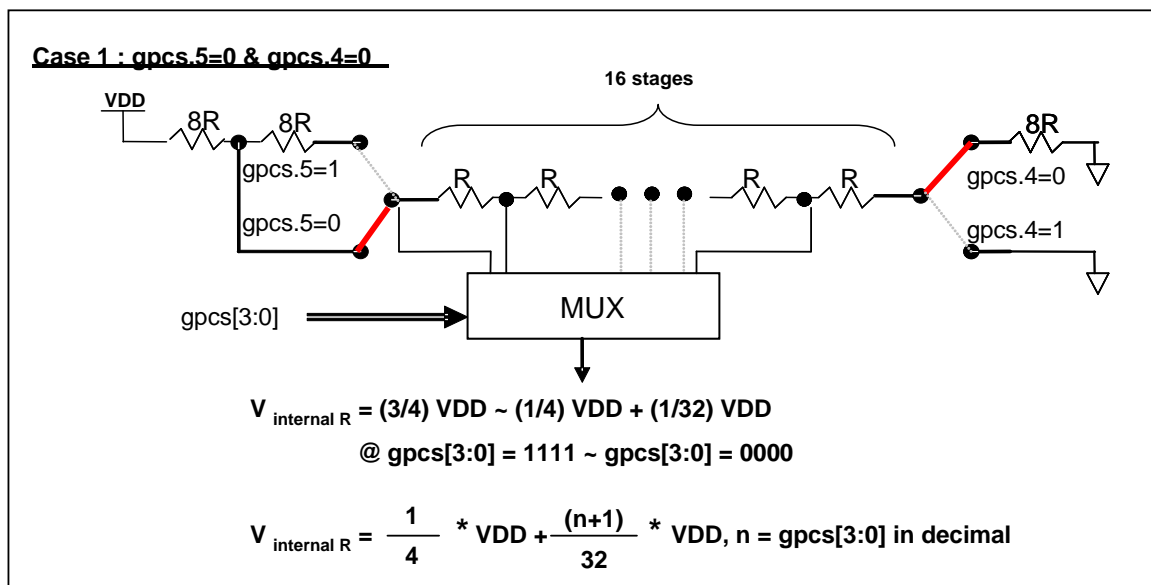 Case 1 : gpcs.5=0 & gpcs.4=0
16 stages
VDD
8R
8R
8R
gpcs.5=1
gpcs.5=0
R
R
R
R
gpcs.4=0
gpcs.4=1
gpcs[3:0]
MUX
V internal R = (3/4) VDD ~ (1/4) VDD + (1/32) VDD
@ gpcs[3:0] = 1111 ~ gpcs[3:0] = 0000
V internal R = 1/4 * VDD + (n+1)/32 * VDD, n = gpcs[3:0] in decimal